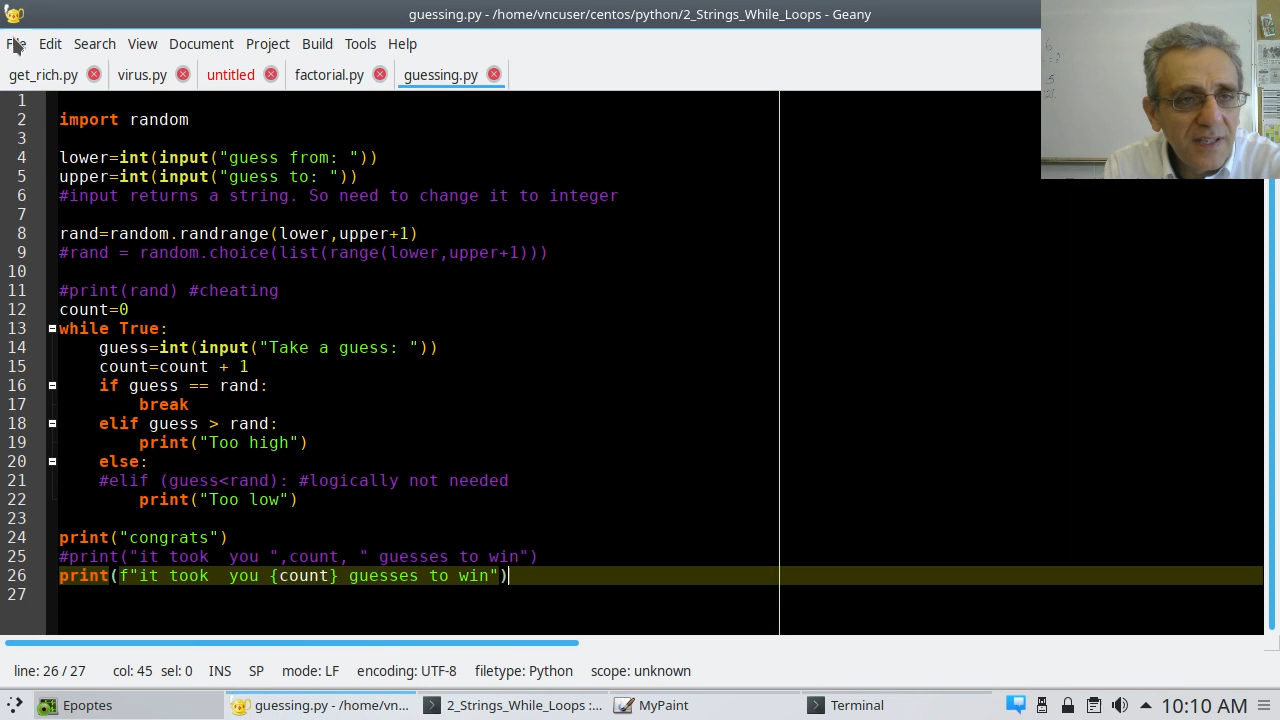 guessing.py - /home/vncuser/centos/python/2_Strings_While_Loops - Geany
File Edit Search View Document Project Build Tools Help
get_rich.py virus.py untitled factorial.py guessing.py
1
2 import random
3
4 lower=int(input("guess from: "))
5 upper=int(input("guess to: "))
6 #input returns a string. So need to change it to integer
7
8 rand=random.randrange(lower,upper+1)
9 #rand = random.choice(list(range(lower,upper+1)))
10
11 #print(rand) #cheating
12 count=0
13 while True:
14 guess=int(input("Take a guess: "))
15 count=count + 1
16 if guess == rand:
17 break
18 elif guess > rand:
19 print("Too high")
20 else:
21 #elif (guess<rand): #logically not needed
22 print("Too low")
23
24 print("congrats")
25 #print("it took  you ",count, " guesses to win")
26 print(f"it took  you {count} guesses to win")
27
line: 26 / 27 col: 45 sel: 0 INS SP mode: LF encoding: UTF-8 filetype: Python scope: unknown
Epoptes guessing.py - /home/vn... 2_Strings_While_Loops :... MyPaint Terminal 10:10 AM